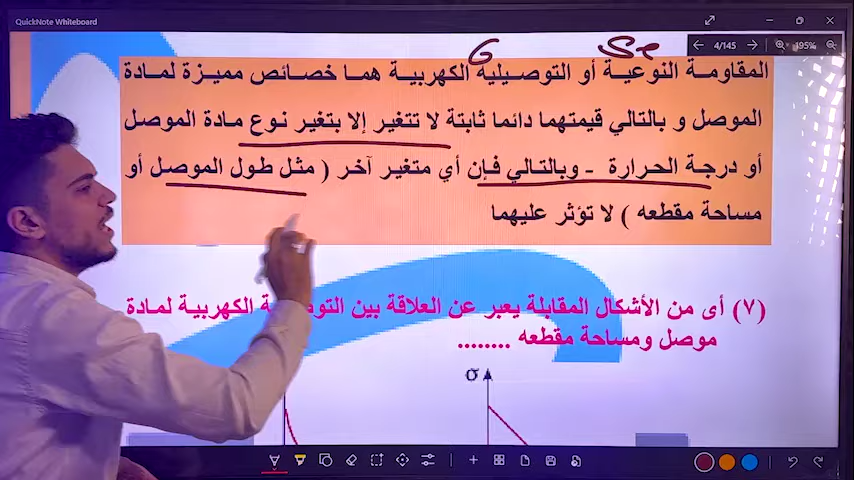 QuickNote Whiteboard
4/145
195%
المقاومة النوعية أو التوصيلية الكهربية هما خصائص مميزة لمادة
الموصل و بالتالي قيمتهما دائما ثابتة لا تتغير إلا بتغير نوع مادة الموصل
أو درجة الحرارة - وبالتالي فإن أي متغير آخر ( مثل طول الموصل أو
مساحة مقطعه ) لا تؤثر عليهما
(٧) أى من الأشكال المقابلة يعبر عن العلاقة بين الكهربية لمادة
موصل ومساحة مقطعه ........
σ